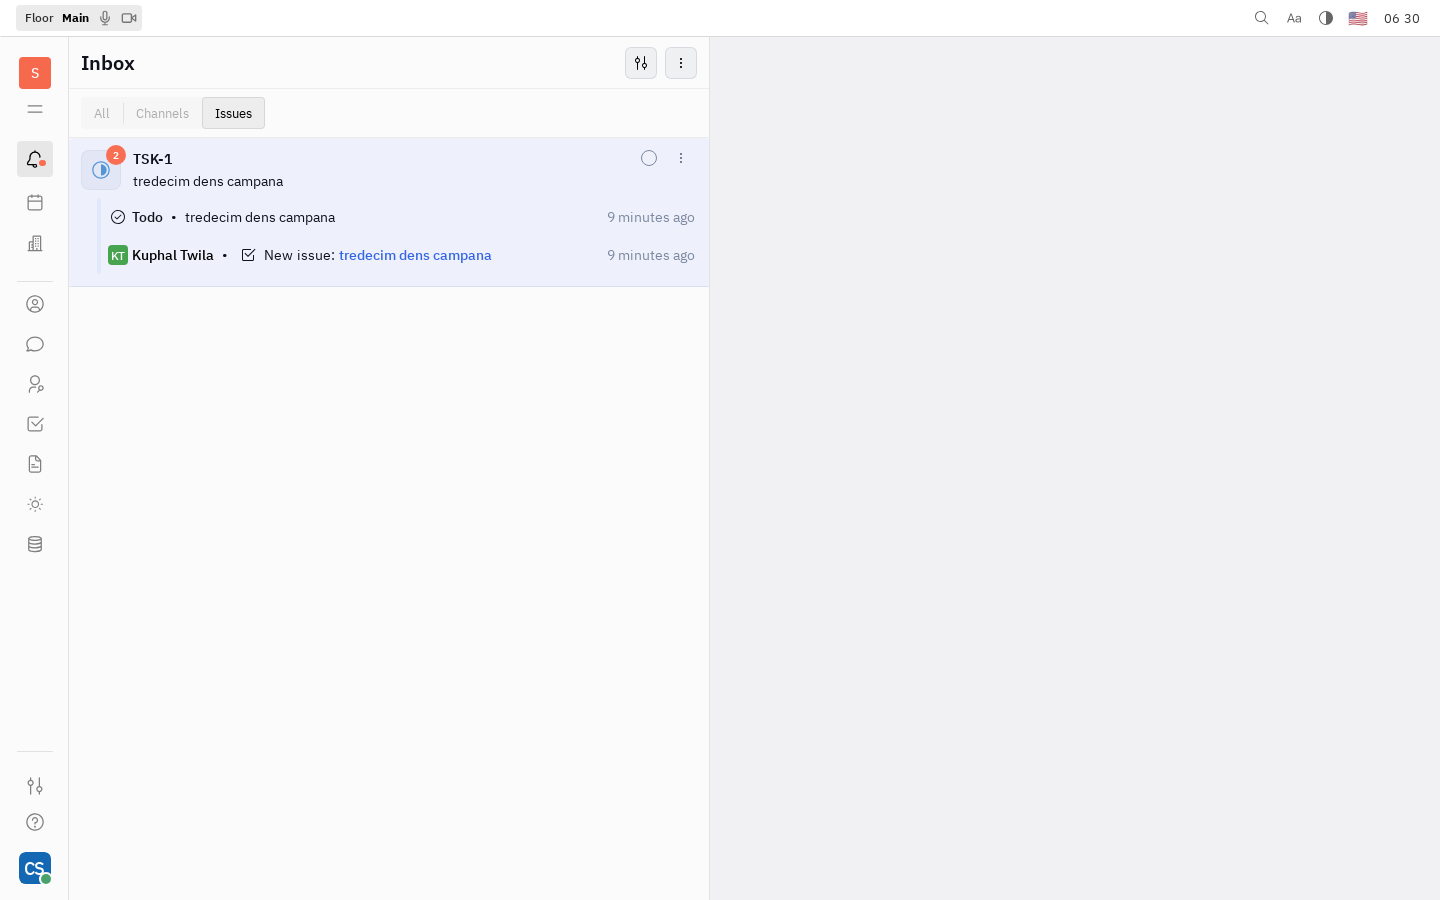 Floor Main
Aa
06 30
S
Inbox
All Channels Issues
2
TSK-1
tredecim dens campana
Todo • tredecim dens campana 9 minutes ago
KT Kuphal Twila • New issue: tredecim dens campana 9 minutes ago
CS